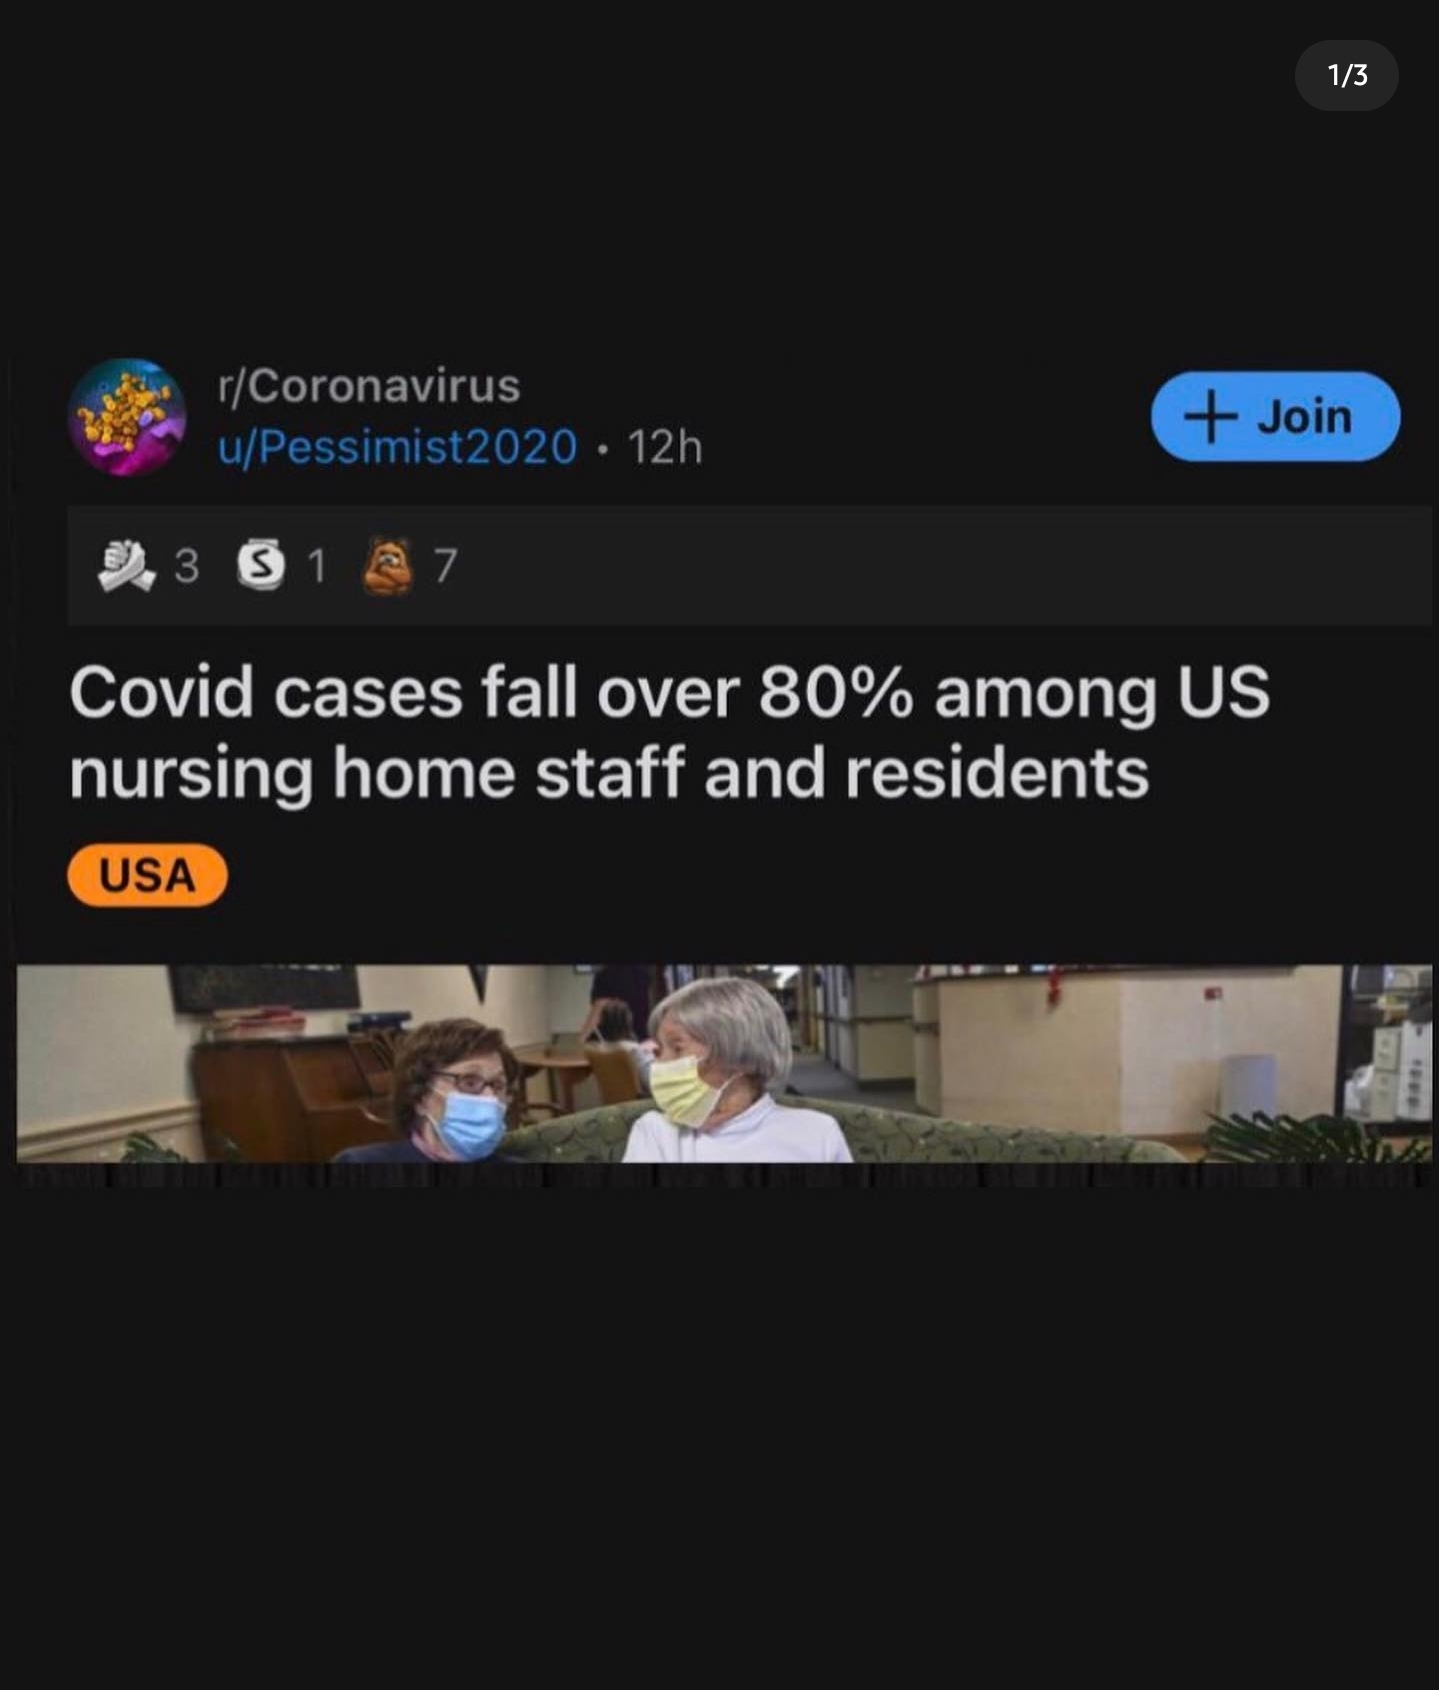 1/3
r/Coronavirus
u/Pessimist2020 • 12h
+ Join
3 S 1 7
Covid cases fall over 80% among US
nursing home staff and residents
USA